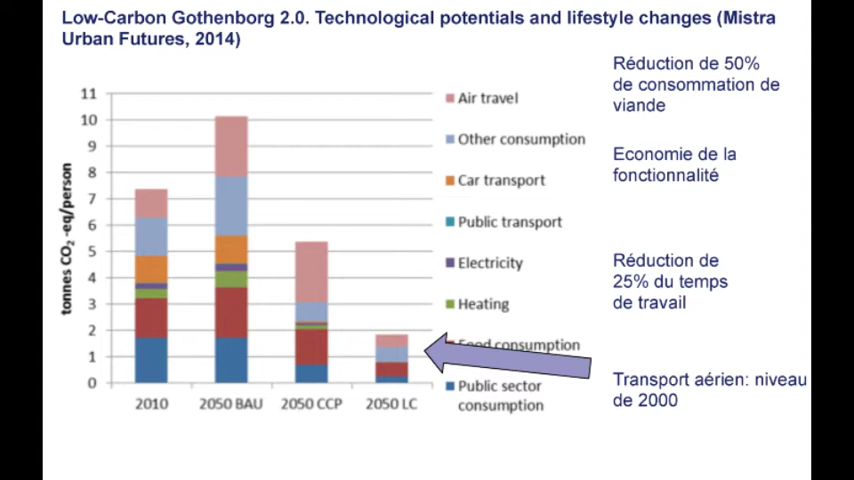 Low-Carbon Gothenborg 2.0. Technological potentials and lifestyle changes (Mistra
Urban Futures, 2014)
Réduction de 50%
de consommation de
viande
Economie de la
fonctionnalité
Réduction de
25% du temps
de travail
Transport aérien: niveau
de 2000
tonnes CO2 -eq/person
11
10
9
8
7
6
5
4
3
2
1
0
2010
2050 BAU
2050 CCP
2050 LC
Air travel
Other consumption
Car transport
Public transport
Electricity
Heating
Food consumption
Public sector
consumption